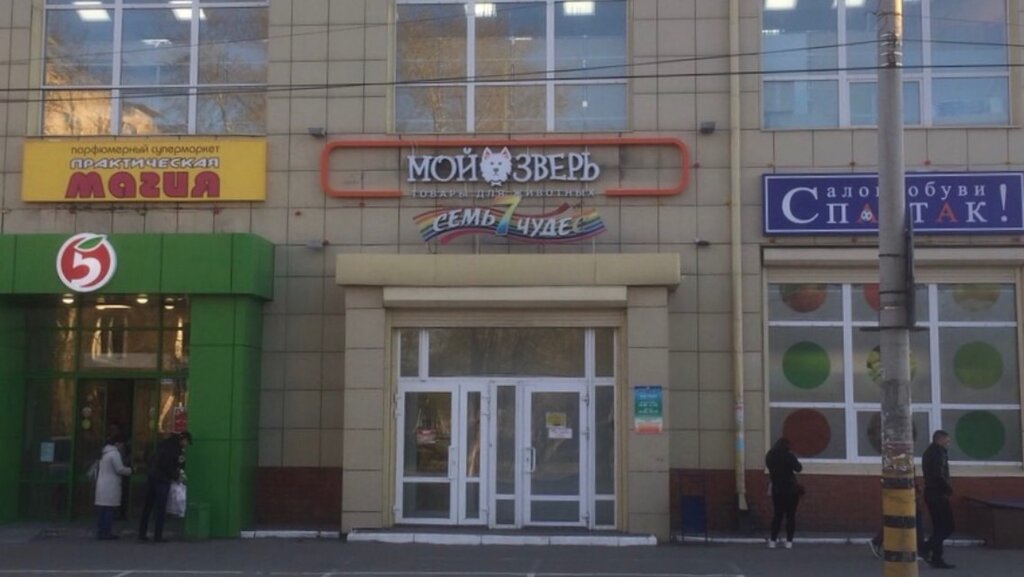 парфюмерный супермаркет
ПРАКТИЧЕСКАЯ
МАГИЯ
5
МОЙ ЗВЕРЬ
ТОВАРЫ ДЛЯ ЖИВОТНЫХ
СЕМЬ 7 ЧУДЕС
Салон обуви
СПАРТАК!